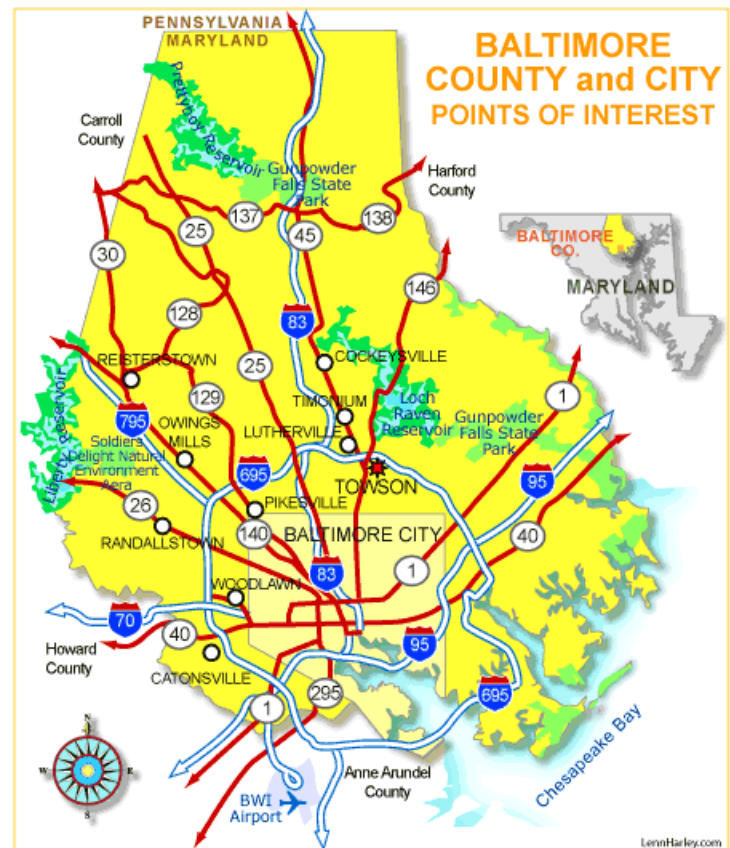 PENNSYLVANIA
MARYLAND
BALTIMORE
COUNTY and CITY
POINTS OF INTEREST
Prettyboy Reservoir
Carroll
County
Gunpowder
Falls State
Park
Harford
County
137
138
25
45
30
146
BALTIMORE
CO.
MARYLAND
128
83
COCKEYSVILLE
REISTERSTOWN
25
129
1
TIMONIUM
Loch
Raven
Reservoir
795
OWINGS
MILLS
LUTHERVILLE
Gunpowder
Falls State
Park
Liberty Reservoir
Soldiers
Delight Natural
Environment
Aera
695
TOWSON
95
26
PIKESVILLE
RANDALLSTOWN
140
BALTIMORE CITY
40
83
1
WOODLAWN
70
40
95
Howard
County
CATONSVILLE
295
695
1
Chesapeake Bay
N
W
E
S
Anne Arundel
County
BWI
Airport
LennHarley.com